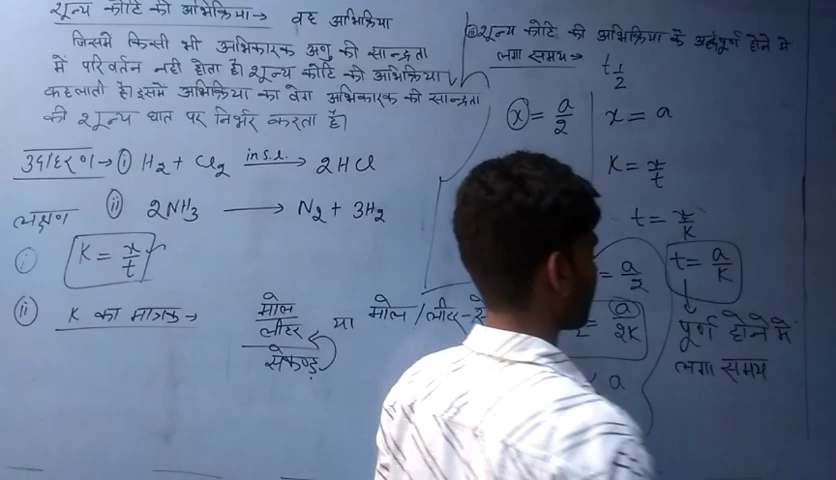 शून्य कोटि की अभिक्रिया→ वह अभिक्रिया
जिसमें किसी भी अभिकारक अणु की सान्द्रता
में परिवर्तन नहीं होता है। शून्य कोटि की अभिक्रिया
कहलाती है। इसमें अभिक्रिया का वेग अभिकारक की सान्द्रता
की शून्य घात पर निर्भर करता है।
उदाहरण→ (i) H₂ + Cl₂ —in S.L.→ 2HCl
(ii) 2NH₃ ⟶ N₂ + 3H₂
लक्षण
(i) K = x/t
(ii) K का मात्रक→ मोल/लीटर/सेकण्ड़ या मोल/लीटर-से
(iii) शून्य कोटि की अभिक्रिया के अर्द्धपूर्ण होने में
लगा समय→ t 1/2
x = a/2
= a/2
= a/2K
a
x = a
K = x/t
t = x/K
t = a/K
↓
पूर्ण होने में
लगा समय